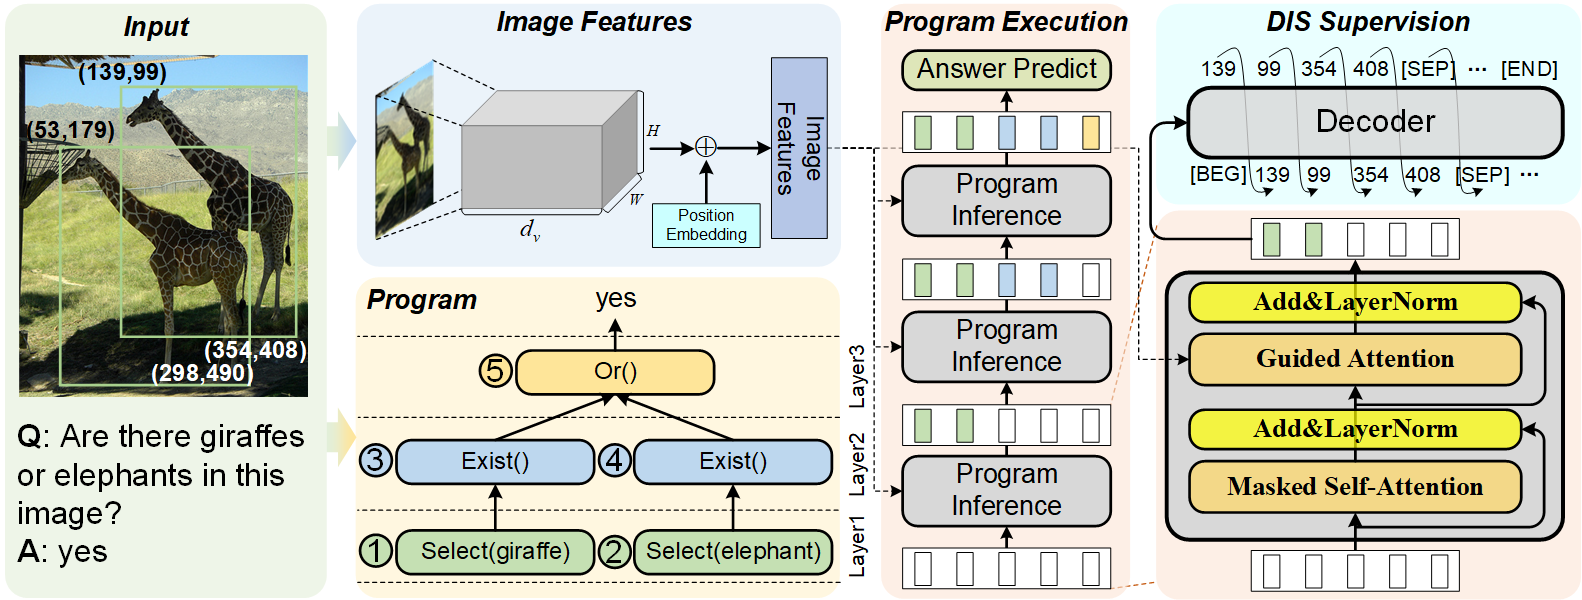 Input
(139,99)
(53,179)
(354,408)
(298,490)
Q: Are there giraffes
or elephants in this
image?
A: yes
Image Features
H
W
d_v
Position
Embedding
Image
Features
Program
yes
⑤ Or()
③ Exist()
④ Exist()
① Select(giraffe)
② Select(elephant)
Layer3
Layer2
Layer1
Program Execution
Answer Predict
Program
Inference
Program
Inference
Program
Inference
DIS Supervision
139 99 354 408 [SEP] ··· [END]
Decoder
[BEG] 139 99 354 408 [SEP] ···
Add&LayerNorm
Guided Attention
Add&LayerNorm
Masked Self-Attention